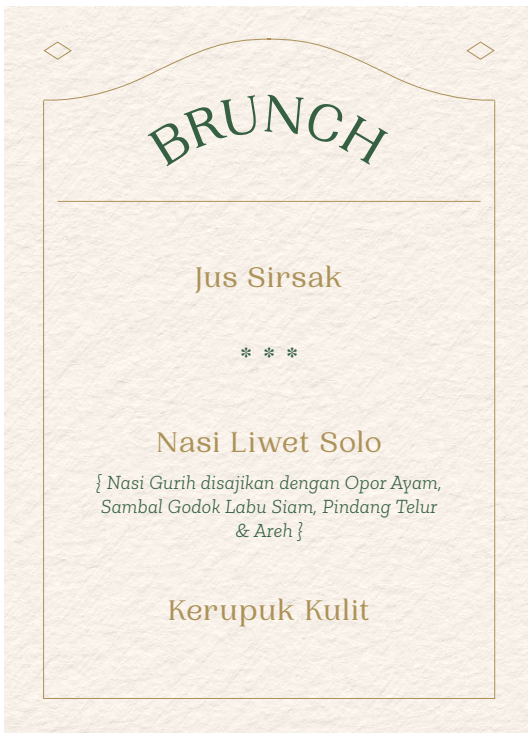 BRUNCH
Jus Sirsak
* * *
Nasi Liwet Solo
{ Nasi Gurih disajikan dengan Opor Ayam,
Sambal Godok Labu Siam, Pindang Telur
& Areh }
Kerupuk Kulit